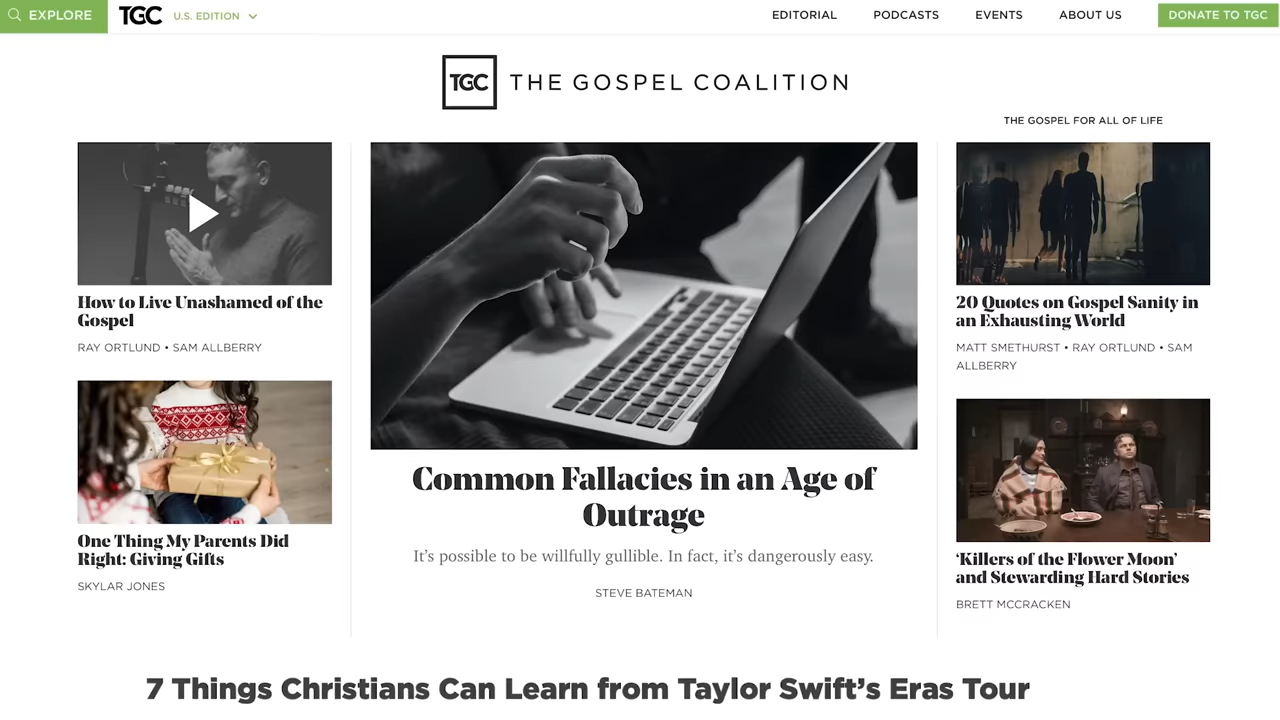 EXPLORE
TGC
U.S. EDITION
EDITORIAL
PODCASTS
EVENTS
ABOUT US
DONATE TO TGC
TGC
THE GOSPEL COALITION
THE GOSPEL FOR ALL OF LIFE
How to Live Unashamed of the
Gospel
RAY ORTLUND • SAM ALLBERRY
One Thing My Parents Did
Right: Giving Gifts
SKYLAR JONES
Common Fallacies in an Age of
Outrage
It’s possible to be willfully gullible. In fact, it’s dangerously easy.
STEVE BATEMAN
20 Quotes on Gospel Sanity in
an Exhausting World
MATT SMETHURST • RAY ORTLUND • SAM
ALLBERRY
‘Killers of the Flower Moon’
and Stewarding Hard Stories
BRETT MCCRACKEN
7 Things Christians Can Learn from Taylor Swift’s Eras Tour